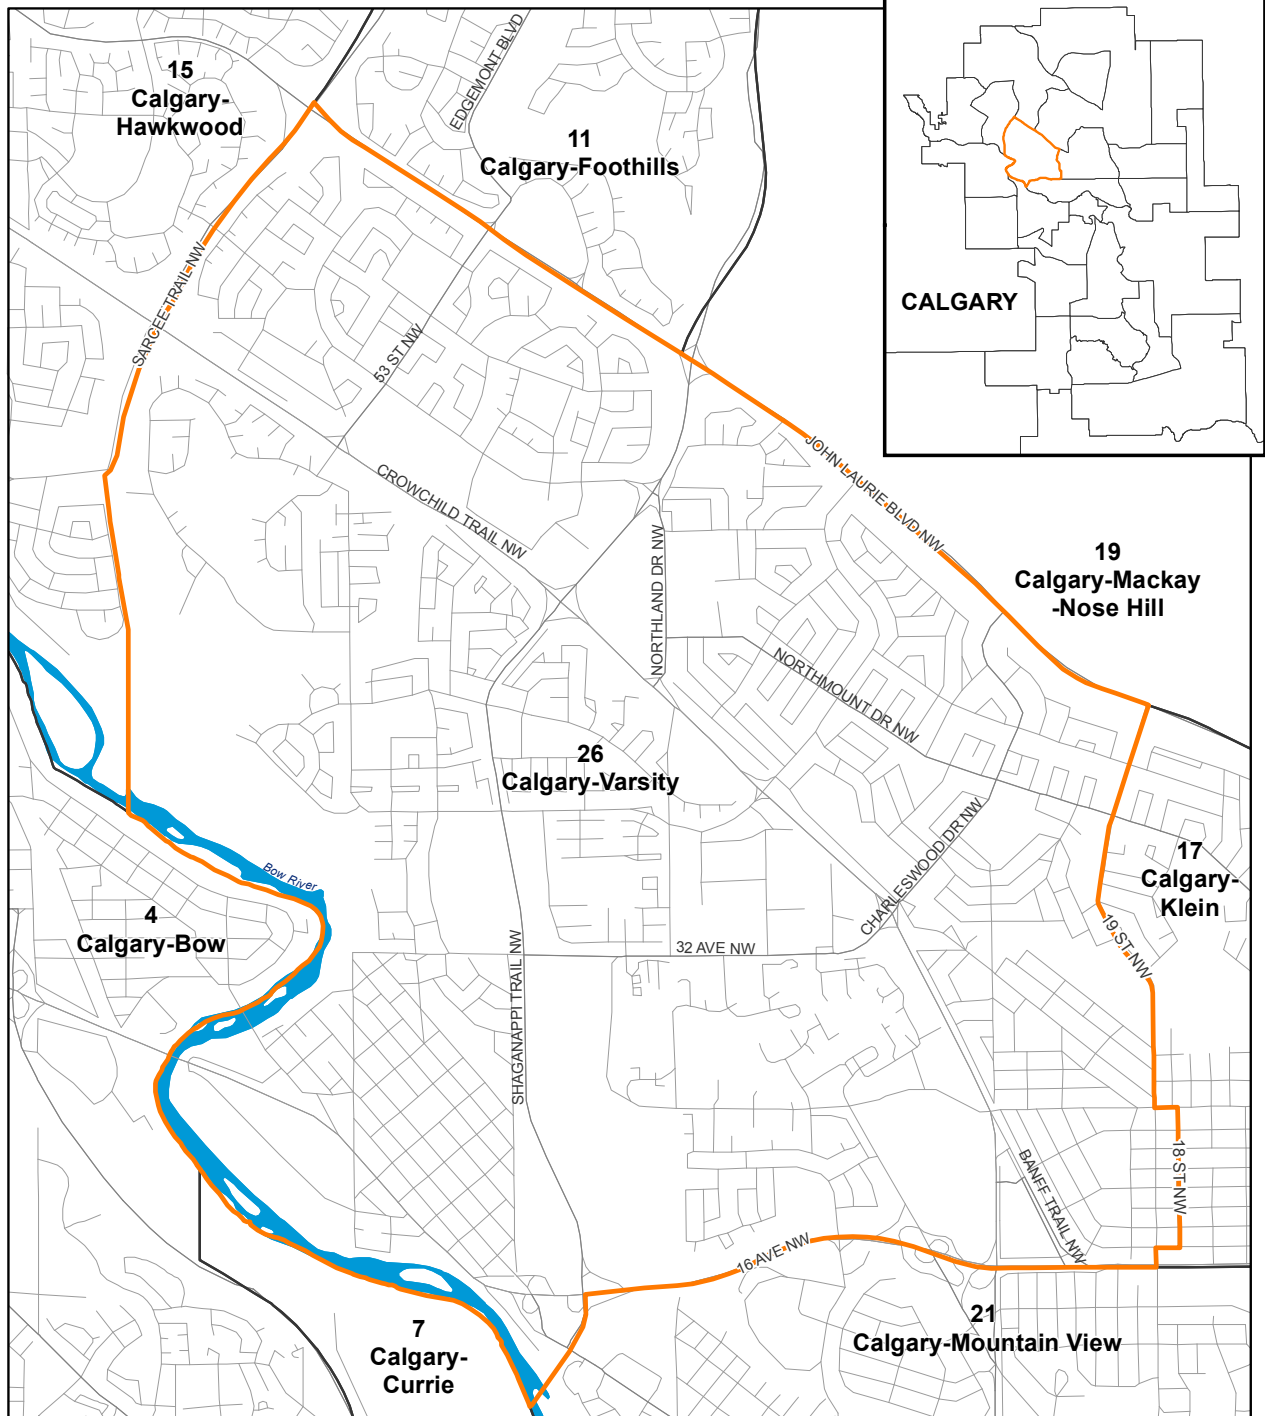 15
Calgary-
Hawkwood
EDGEMONT BLVD
11
Calgary-Foothills
CALGARY
SARCEE TRAIL NW
53 ST NW
CROWCHILD TRAIL NW
JOHN LAURIE BLVD NW
NORTHLAND DR NW
19
Calgary-Mackay
-Nose Hill
NORTHMOUNT DR NW
26
Calgary-Varsity
CHARLESWOOD DR NW
17
Calgary-
Klein
Bow River
4
Calgary-Bow
32 AVE NW
19 ST NW
SHAGANAPPI TRAIL NW
BANFF TRAIL NW
18 ST NW
16 AVE NW
21
Calgary-Mountain View
7
Calgary-
Currie